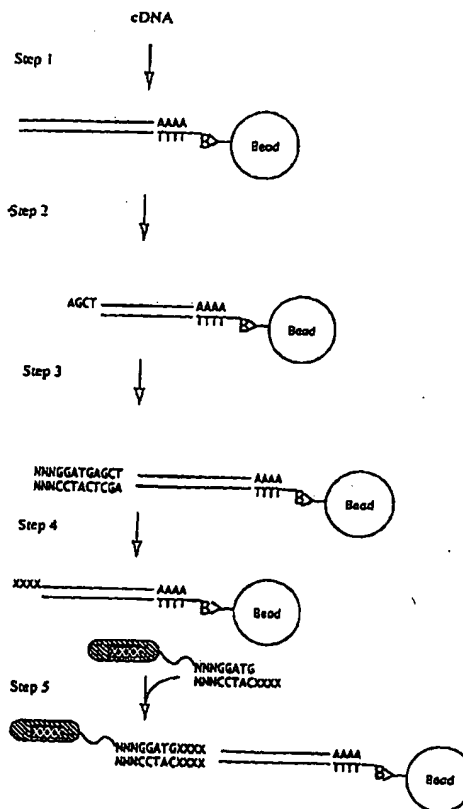 cDNA
Step 1
AAAA
TTTT
B
Bead
Step 2
AGCT
AAAA
TTTT
B
Bead
Step 3
NNNGGATGAGCT
NNNCCTACTCGA
AAAA
TTTT
B
Bead
Step 4
XXXX
AAAA
TTTT
B
Bead
XXXX
NNNGGATG
NNNCCTACXXXX
Step 5
XXXX
NNNGGATGXXXX
NNNCCTACXXXX
AAAA
TTTT
B
Bead